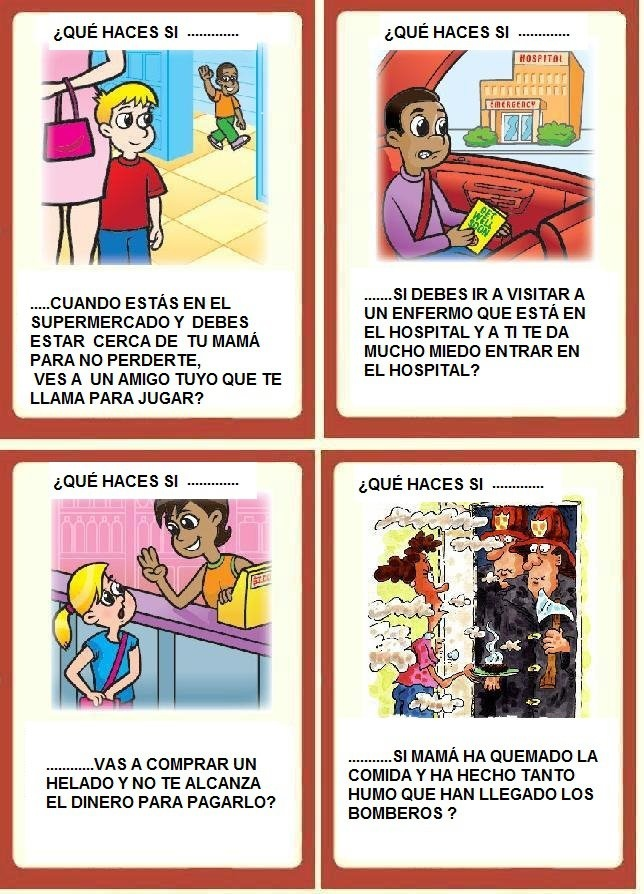 ¿QUÉ HACES SI .............
HOSPITAL
EMERGENCY
GET
WELL
SOON
.....CUANDO ESTÁS EN EL
SUPERMERCADO Y DEBES
ESTAR CERCA DE TU MAMÁ
PARA NO PERDERTE,
VES A UN AMIGO TUYO QUE TE
LLAMA PARA JUGAR?
¿QUÉ HACES SI .............
.......SI DEBES IR A VISITAR A
UN ENFERMO QUE ESTÁ EN
EL HOSPITAL Y A TI TE DA
MUCHO MIEDO ENTRAR EN
EL HOSPITAL?
¿QUÉ HACES SI .............
............VAS A COMPRAR UN
HELADO Y NO TE ALCANZA
EL DINERO PARA PAGARLO?
¿QUÉ HACES SI .............
...........SI MAMÁ HA QUEMADO LA
COMIDA Y HA HECHO TANTO
HUMO QUE HAN LLEGADO LOS
BOMBEROS ?